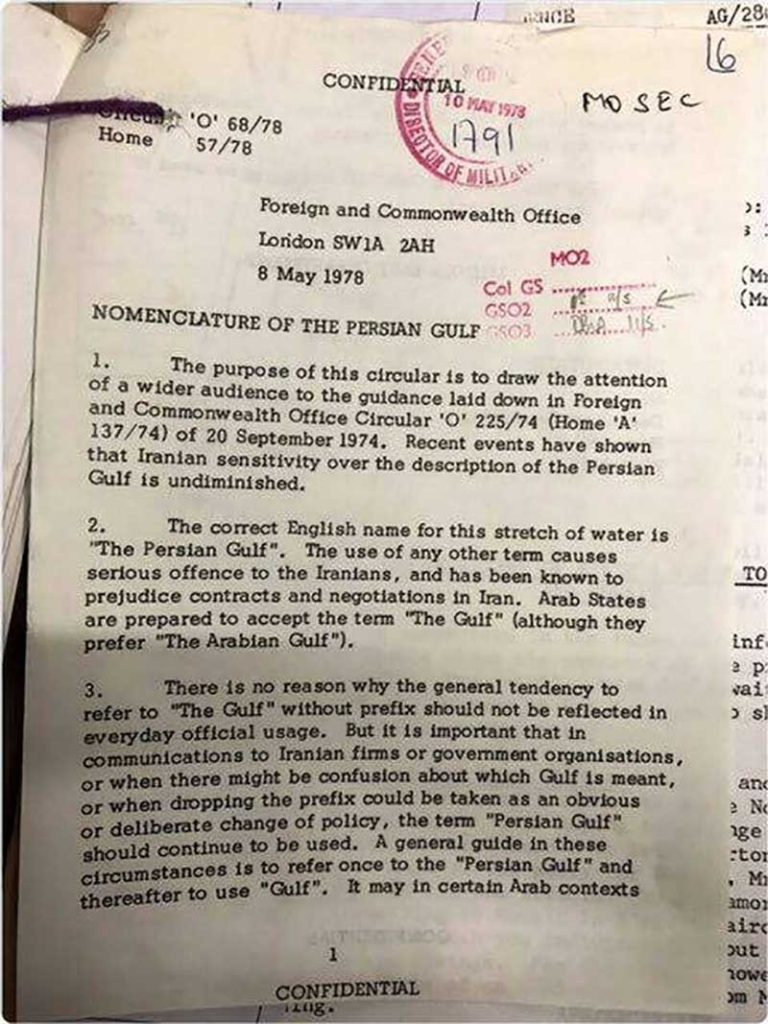 AG/28
16
CONFIDENTIAL
10 MAY 1978
1791
DIRECTOR OF MILIT
MO SEC
Circular 'O' 68/78
Home 57/78
Foreign and Commonwealth Office
London SW1A 2AH
8 May 1978
MO2
Col GS
GSO2
GSO3
NOMENCLATURE OF THE PERSIAN GULF
1. The purpose of this circular is to draw the attention
of a wider audience to the guidance laid down in Foreign
and Commonwealth Office Circular 'O' 225/74 (Home 'A'
137/74) of 20 September 1974. Recent events have shown
that Iranian sensitivity over the description of the Persian
Gulf is undiminished.
2. The correct English name for this stretch of water is
"The Persian Gulf". The use of any other term causes
serious offence to the Iranians, and has been known to
prejudice contracts and negotiations in Iran. Arab States
are prepared to accept the term "The Gulf" (although they
prefer "The Arabian Gulf").
3. There is no reason why the general tendency to
refer to "The Gulf" without prefix should not be reflected in
everyday official usage. But it is important that in
communications to Iranian firms or government organisations,
or when there might be confusion about which Gulf is meant,
or when dropping the prefix could be taken as an obvious
or deliberate change of policy, the term "Persian Gulf"
should continue to be used. A general guide in these
circumstances is to refer once to the "Persian Gulf" and
thereafter to use "Gulf". It may in certain Arab contexts
1
CONFIDENTIAL
TO